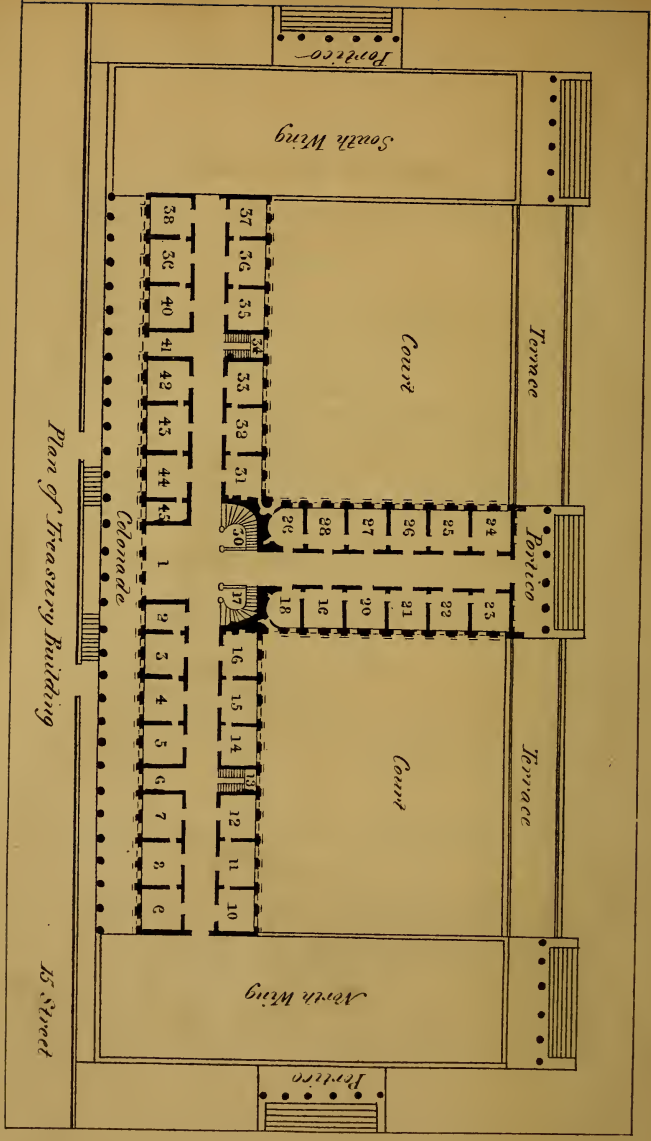 Terrace
Portico
Terrace
24 23
25 22
26 21
27 20
28 19
29 18
Court
Court
Portico
South Wing
North Wing
Portico
37 36 35 34 33 32 31 30 17 16 15 14 13 12 11 10
38 39 40 41 42 43 44 45 1 2 3 4 5 6 7 8 9
Colonade
Plan of Treasury Building
15 Street